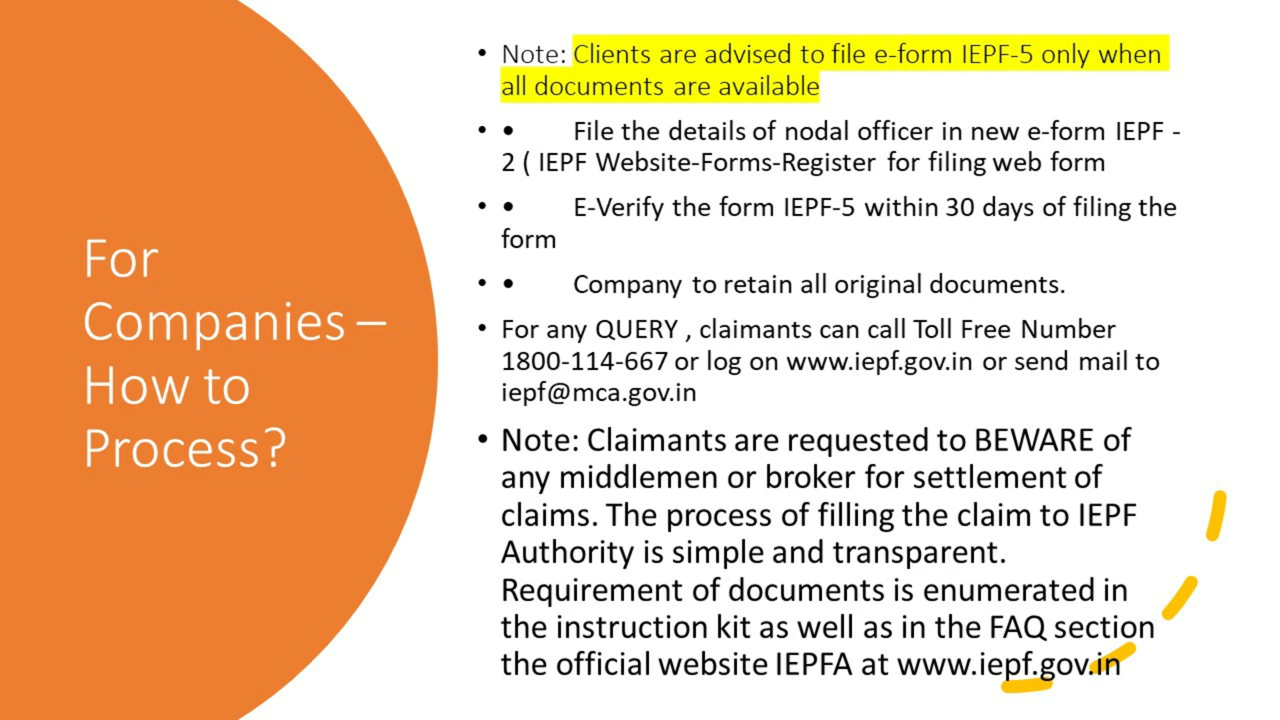 For
Companies –
How to
Process?
• Note: Clients are advised to file e-form IEPF-5 only when
all documents are available
• • File the details of nodal officer in new e-form IEPF -
2 ( IEPF Website-Forms-Register for filing web form
• • E-Verify the form IEPF-5 within 30 days of filing the
form
• • Company to retain all original documents.
• For any QUERY , claimants can call Toll Free Number
1800-114-667 or log on www.iepf.gov.in or send mail to
iepf@mca.gov.in
• Note: Claimants are requested to BEWARE of
any middlemen or broker for settlement of
claims. The process of filling the claim to IEPF
Authority is simple and transparent.
Requirement of documents is enumerated in
the instruction kit as well as in the FAQ section
the official website IEPFA at www.iepf.gov.in